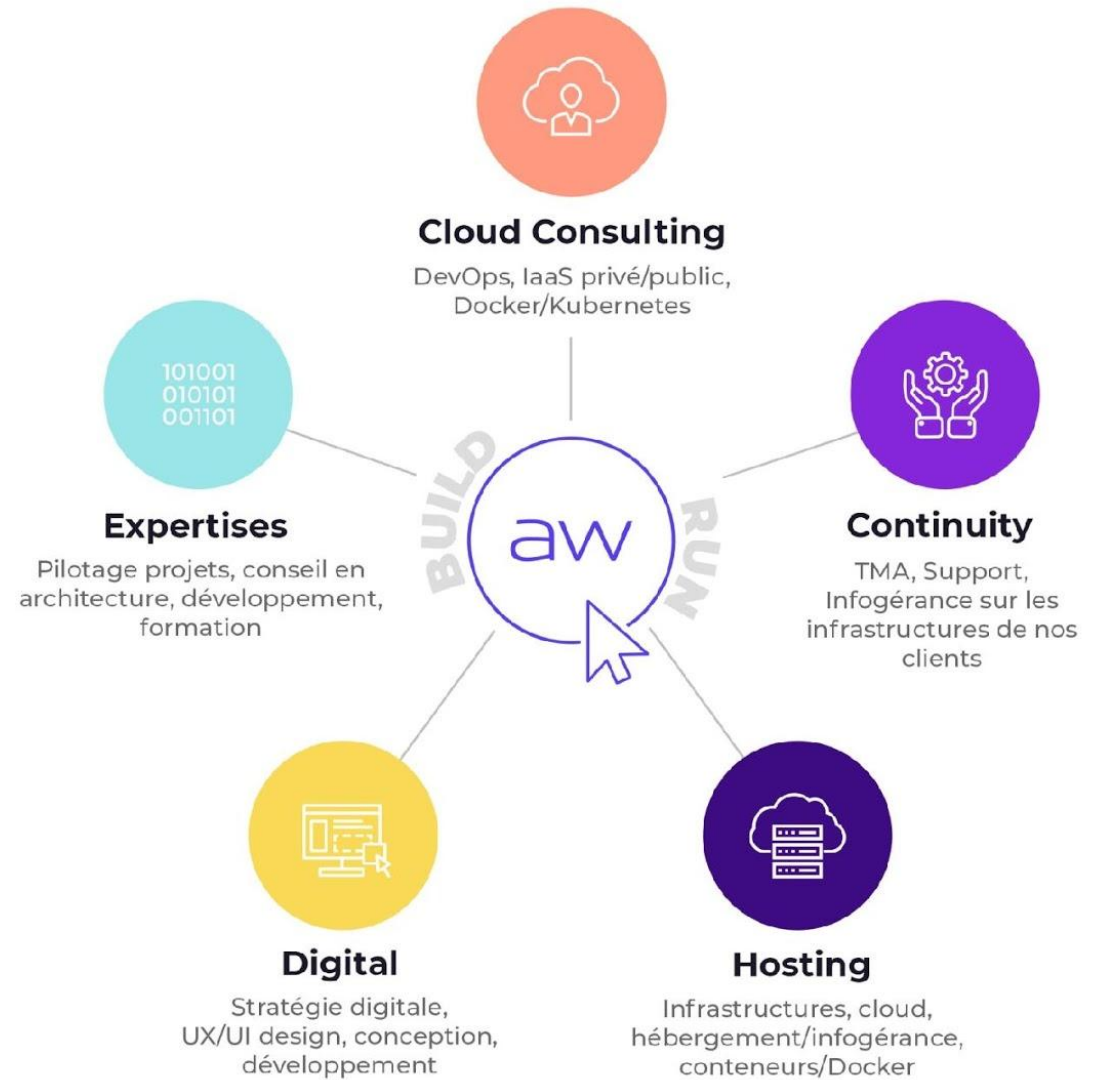 Cloud Consulting
DevOps, IaaS privé/public,
Docker/Kubernetes
101001
010101
001101
Expertises
Pilotage projets, conseil en
architecture, développement,
formation
BUILD
aw
RUN
Continuity
TMA, Support,
Infogérance sur les
infrastructures de nos
clients
Digital
Stratégie digitale,
UX/UI design, conception,
développement
Hosting
Infrastructures, cloud,
hébergement/infogérance,
conteneurs/Docker